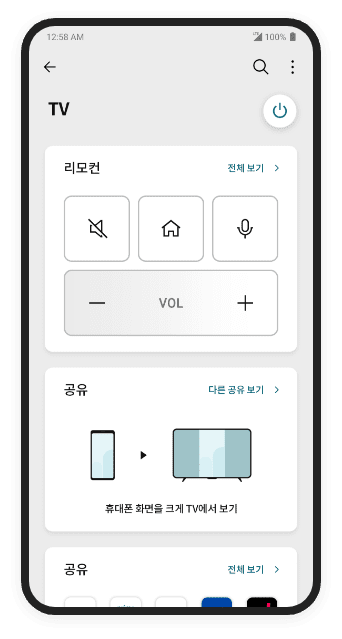 12:58 AM
100%
TV
리모컨
전체 보기
VOL
공유
다른 공유 보기
휴대폰 화면을 크게 TV에서 보기
공유
전체 보기